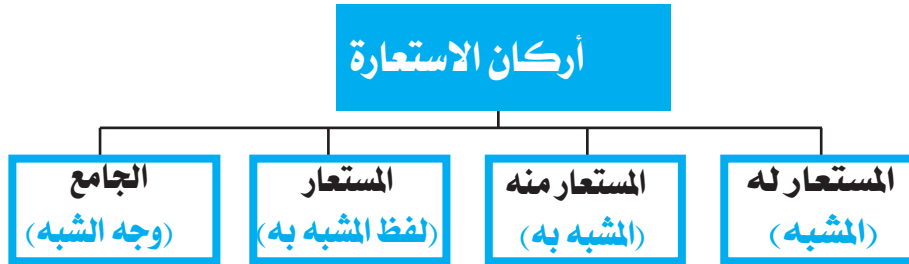 أركان الاستعارة
المستعار له
(المشبه)
المستعار منه
(المشبه به)
المستعار
(لفظ المشبه به)
الجامع
(وجه الشبه)